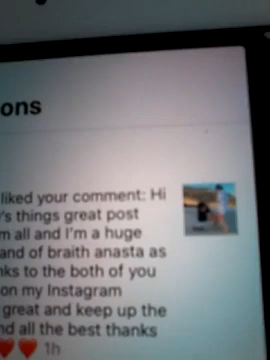 ons
liked your comment: Hi
's things great post
m all and I'm a huge
and of braith anasta as
nks to the both of you
on my Instagram
great and keep up the
nd all the best thanks
❤️❤️ 1h